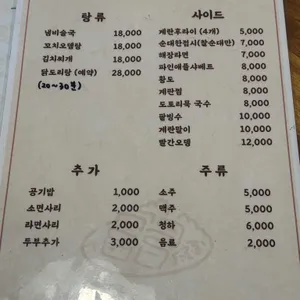 탕 류
냄비술국 18,000
꼬치오뎅탕 18,000
김치찌개 18,000
닭도리탕 (예약) 28,000
(20~30분)
사이드
계란후라이 (4개) 5,000
순대한접시(찰순대만) 7,000
해장라면 7,000
파인애플샤베트 8,000
황도 8,000
계란찜 8,000
도토리묵 국수 8,000
팥빙수 10,000
계란말이 10,000
빨간오뎅 12,000
추 가
공기밥 1,000
소면사리 2,000
라면사리 2,000
두부추가 3,000
주 류
소주 5,000
맥주 5,000
청하 6,000
음료 2,000